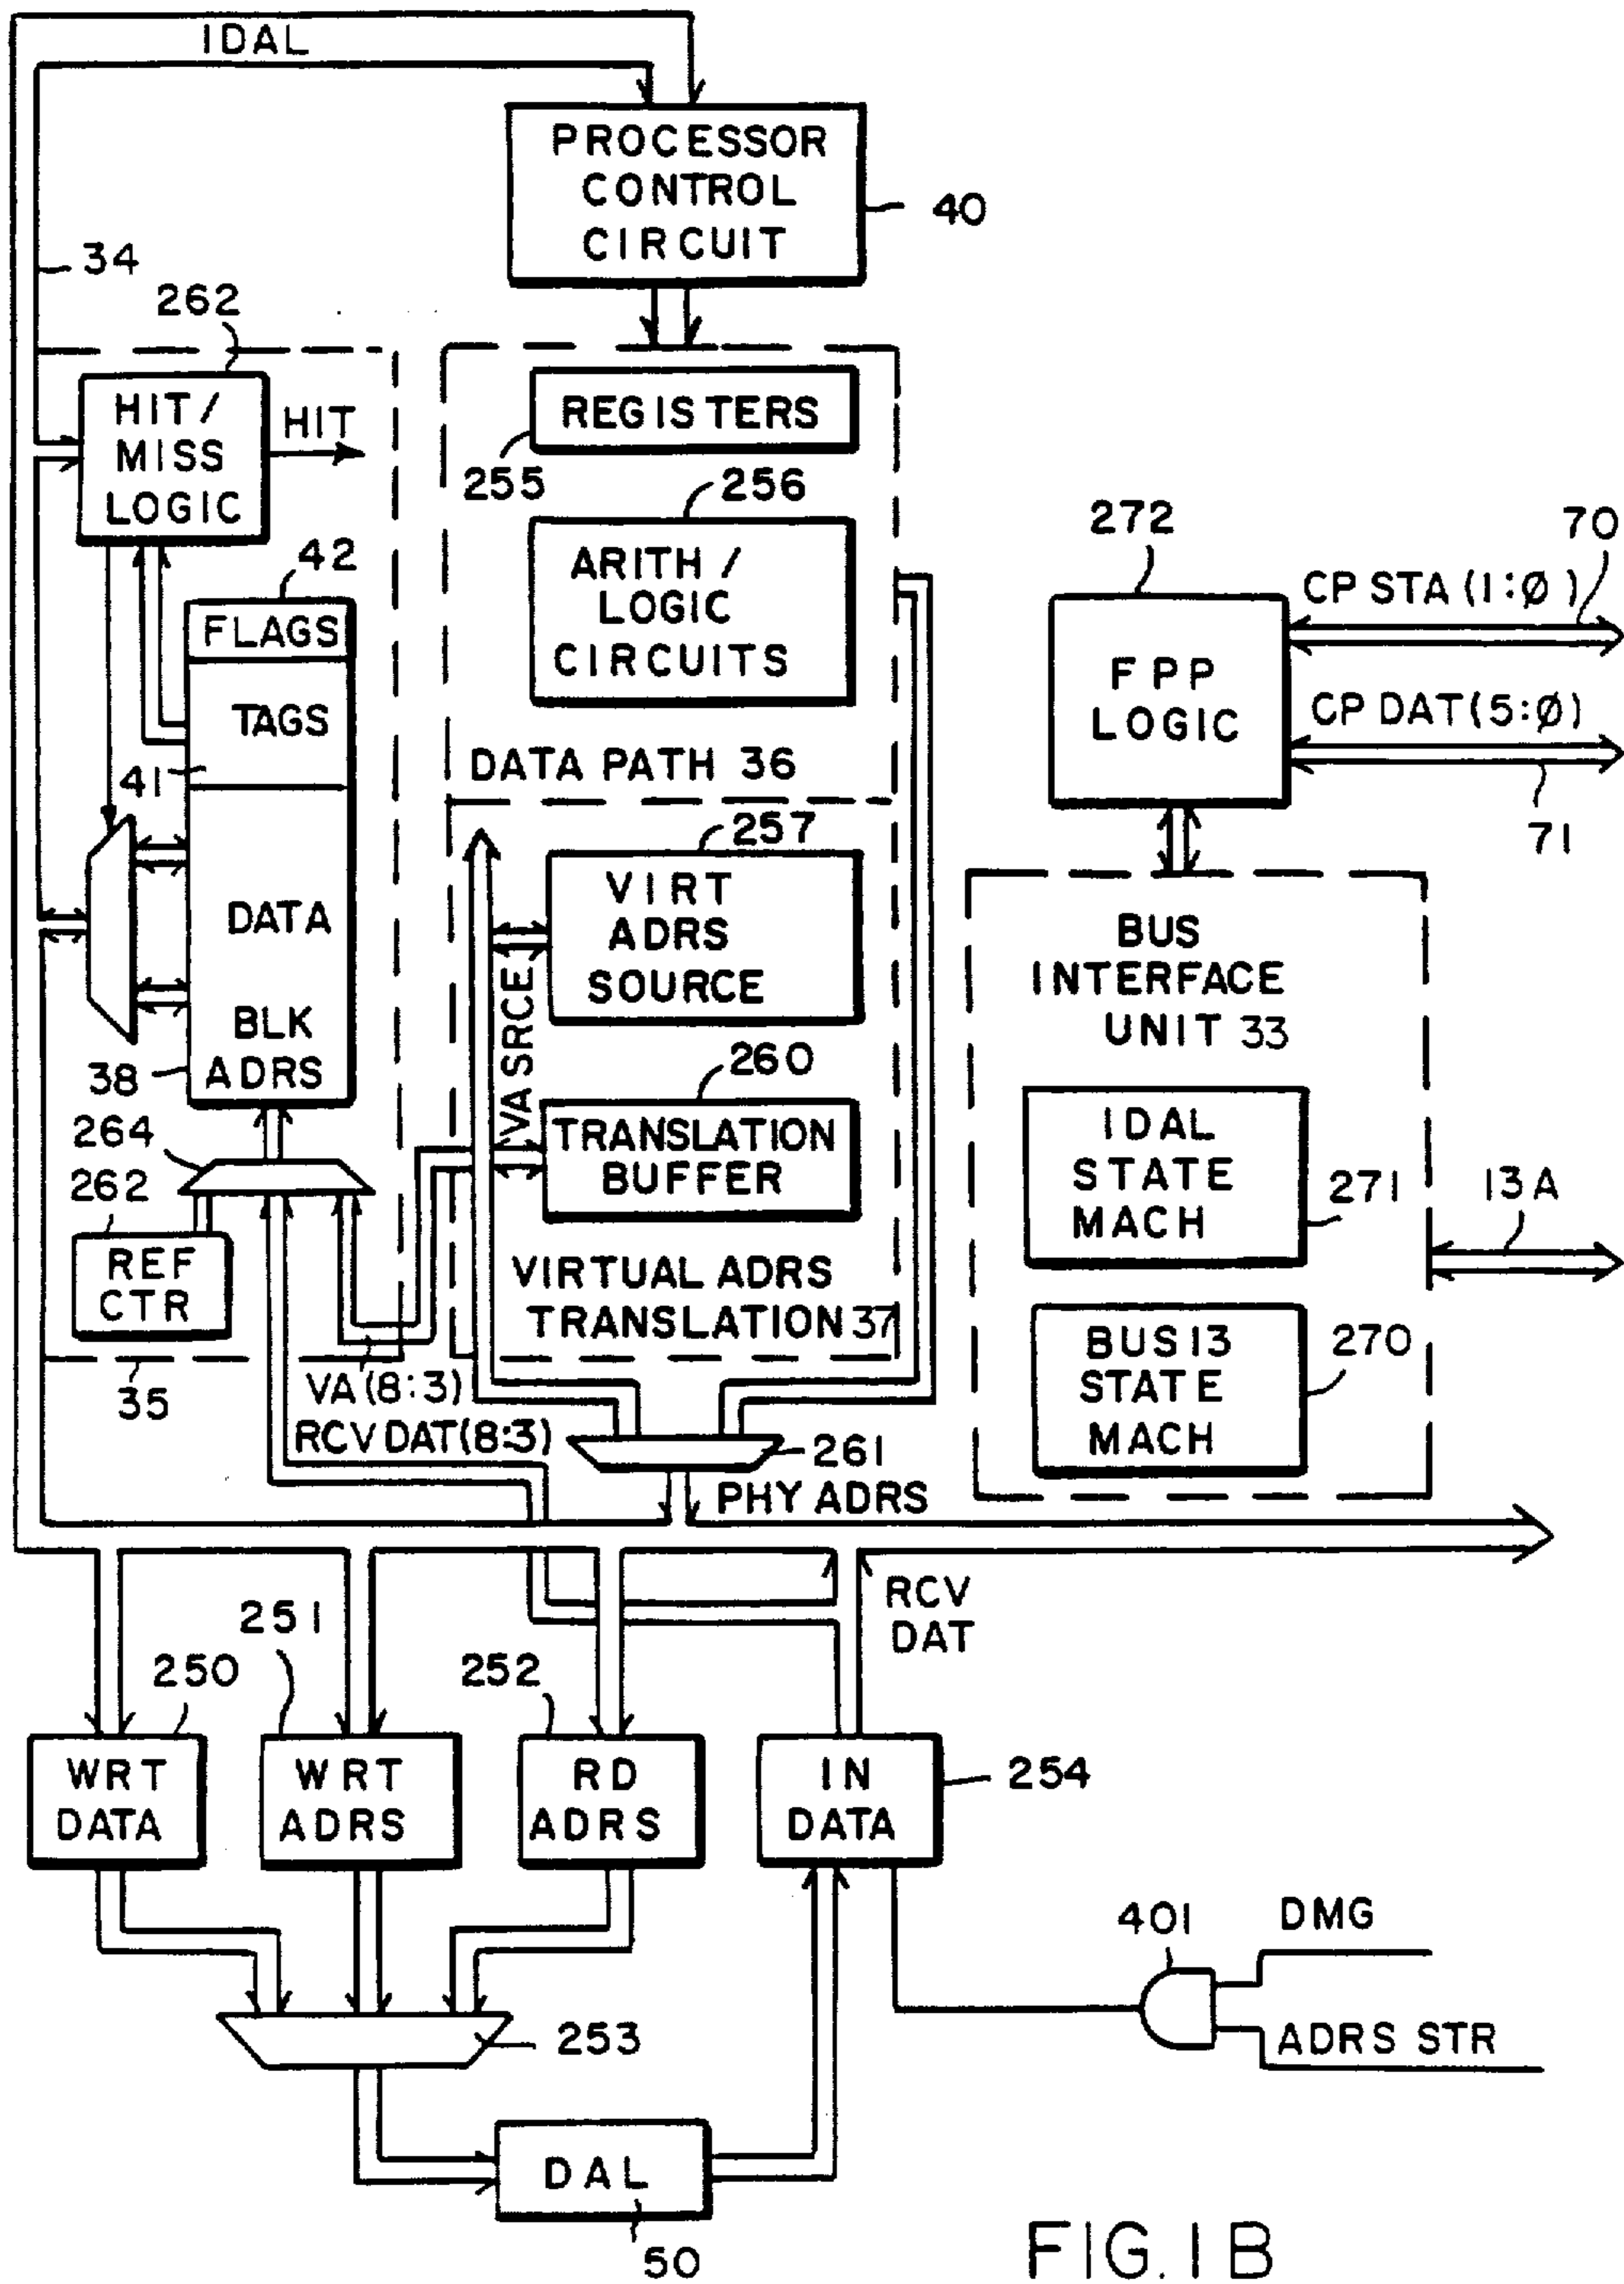 IDAL
PROCESSOR
CONTROL
CIRCUIT
40
34
262
HIT/
MISS
LOGIC
HIT
REGISTERS
255
256
ARITH/
LOGIC
CIRCUITS
DATA PATH 36
42
FLAGS
TAGS
41
DATA
BLK
ADRS
38
264
262
REF
CTR
35
257
VIRT
ADRS
SOURCE
VA SRCE
260
TRANSLATION
BUFFER
VIRTUAL ADRS
TRANSLATION 37
VA (8:3)
RCV DAT(8:3)
261
PHY ADRS
272
FPP
LOGIC
70
CP STA (1:Ø)
CP DAT(5:Ø)
71
BUS
INTERFACE
UNIT 33
IDAL
STATE
MACH
271
13A
BUS 13
STATE
MACH
270
RCV
DAT
250
251
252
WRT
DATA
WRT
ADRS
RD
ADRS
IN
DATA
254
253
401
DMG
ADRS STR
DAL
50
FIG. 1B